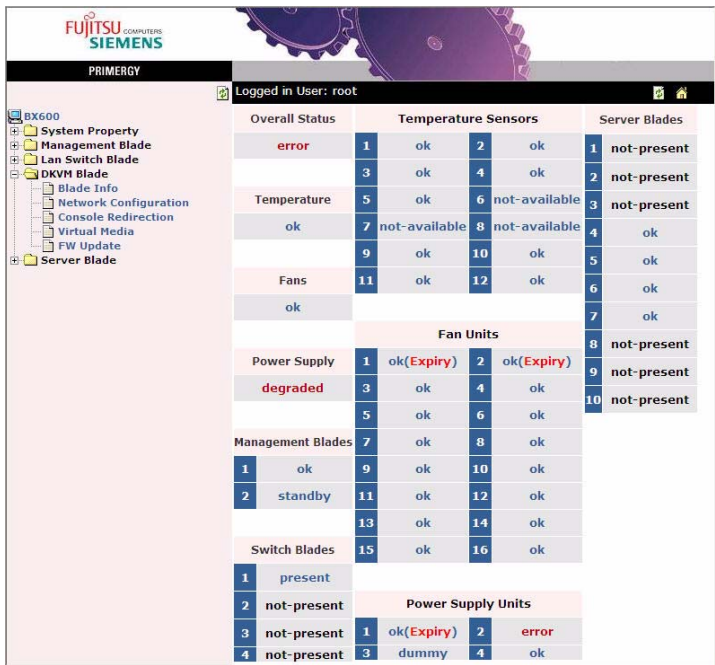 FUJITSU COMPUTERS
SIEMENS
PRIMERGY
Logged in User: root
BX600
System Property
Management Blade
Lan Switch Blade
DKVM Blade
Blade Info
Network Configuration
Console Redirection
Virtual Media
FW Update
Server Blade
Overall Status
error
Temperature
ok
Fans
ok
Power Supply
degraded
Management Blades
1 ok
2 standby
Switch Blades
1 present
2 not-present
3 not-present
4 not-present
Temperature Sensors
1 ok 2 ok
3 ok 4 ok
5 ok 6 not-available
7 not-available 8 not-available
9 ok 10 ok
11 ok 12 ok
Fan Units
1 ok(Expiry) 2 ok(Expiry)
3 ok 4 ok
5 ok 6 ok
7 ok 8 ok
9 ok 10 ok
11 ok 12 ok
13 ok 14 ok
15 ok 16 ok
Power Supply Units
1 ok(Expiry) 2 error
3 dummy 4 ok
Server Blades
1 not-present
2 not-present
3 not-present
4 ok
5 ok
6 ok
7 ok
8 not-present
9 not-present
10 not-present